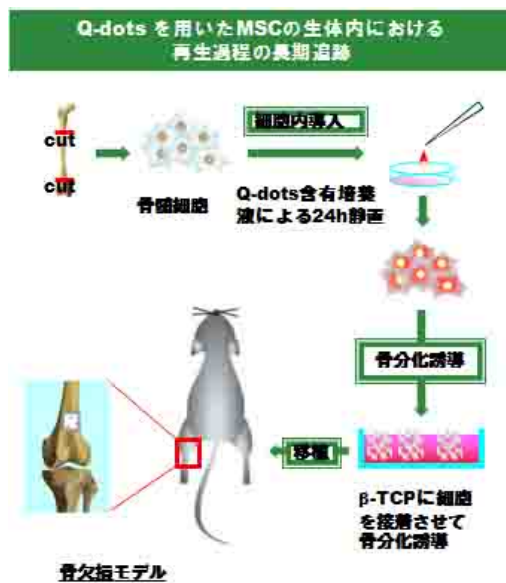 Q-dots を用いたMSCの生体内における
再生過程の長期追跡
cut
cut
骨髄細胞
細胞内導入
Q-dots含有培養
液による24h静画
骨分化誘導
移植
β-TCPに細胞
を接着させて
骨分化誘導
骨欠損モデル